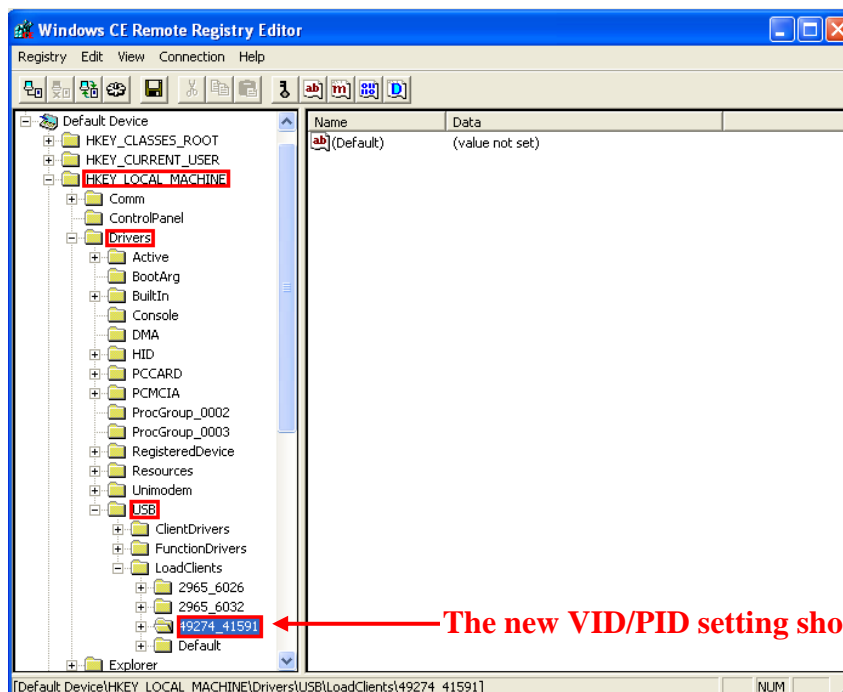 Windows CE Remote Registry Editor
Registry Edit View Connection Help
Default Device
HKEY_CLASSES_ROOT
HKEY_CURRENT_USER
HKEY_LOCAL_MACHINE
Comm
ControlPanel
Drivers
Active
BootArg
BuiltIn
Console
DMA
HID
PCCARD
PCMCIA
ProcGroup_0002
ProcGroup_0003
RegisteredDevice
Resources
Unimodem
USB
ClientDrivers
FunctionDrivers
LoadClients
2965_6026
2965_6032
49274_41591
Default
Explorer
Name Data
(Default) (value not set)
The new VID/PID setting sho
[Default Device\HKEY_LOCAL_MACHINE\Drivers\USB\LoadClients\49274_41591] NUM